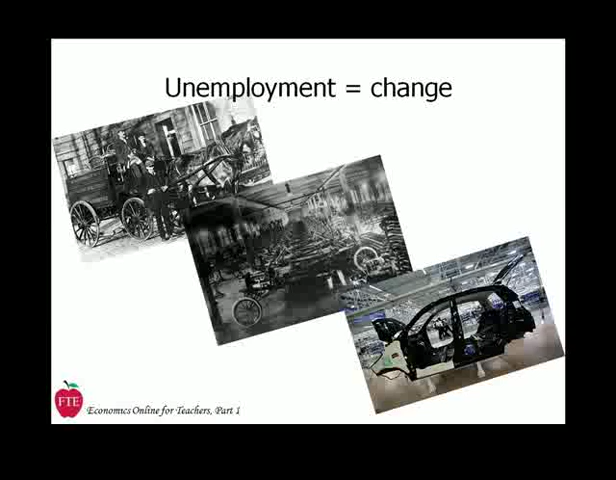 Unemployment = change
FTE
Economics Online for Teachers, Part 1